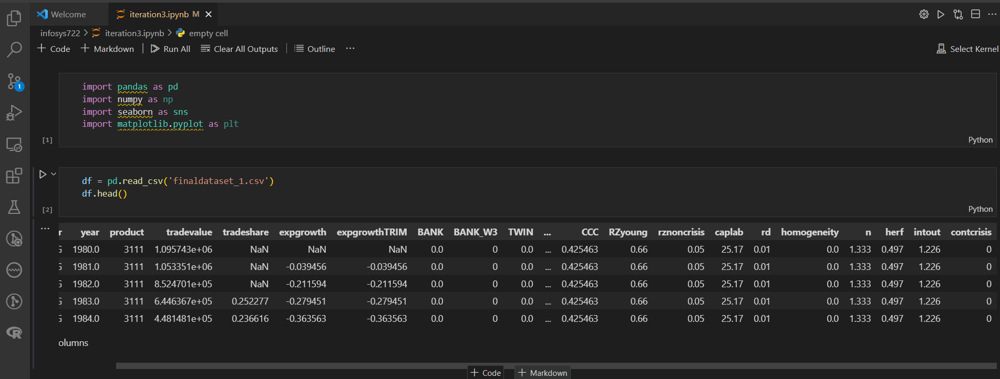 Welcome
iteration3.ipynb M
infosys722 > iteration3.ipynb > empty cell
+ Code + Markdown Run All Clear All Outputs Outline ...
Select Kernel
import pandas as pd
import numpy as np
import seaborn as sns
import matplotlib.pyplot as plt
[1]
Python
1
df = pd.read_csv('finaldataset_1.csv')
df.head()
[2]
Python
...
r year product tradevalue tradeshare expgrowth expgrowthTRIM BANK BANK_W3 TWIN ... CCC RZyoung rznoncrisis caplab rd homogeneity n herf intout contcrisis
G 1980.0 3111 1.095743e+06 NaN NaN NaN 0.0 0 0.0 ... 0.425463 0.66 0.05 25.17 0.01 0.0 1.333 0.497 1.226 0
G 1981.0 3111 1.053351e+06 NaN -0.039456 -0.039456 0.0 0 0.0 ... 0.425463 0.66 0.05 25.17 0.01 0.0 1.333 0.497 1.226 0
G 1982.0 3111 8.524701e+05 NaN -0.211594 -0.211594 0.0 0 0.0 ... 0.425463 0.66 0.05 25.17 0.01 0.0 1.333 0.497 1.226 0
G 1983.0 3111 6.446367e+05 0.252277 -0.279451 -0.279451 0.0 0 0.0 ... 0.425463 0.66 0.05 25.17 0.01 0.0 1.333 0.497 1.226 0
G 1984.0 3111 4.481481e+05 0.236616 -0.363563 -0.363563 0.0 0 0.0 ... 0.425463 0.66 0.05 25.17 0.01 0.0 1.333 0.497 1.226 0
olumns
R
+ Code + Markdown